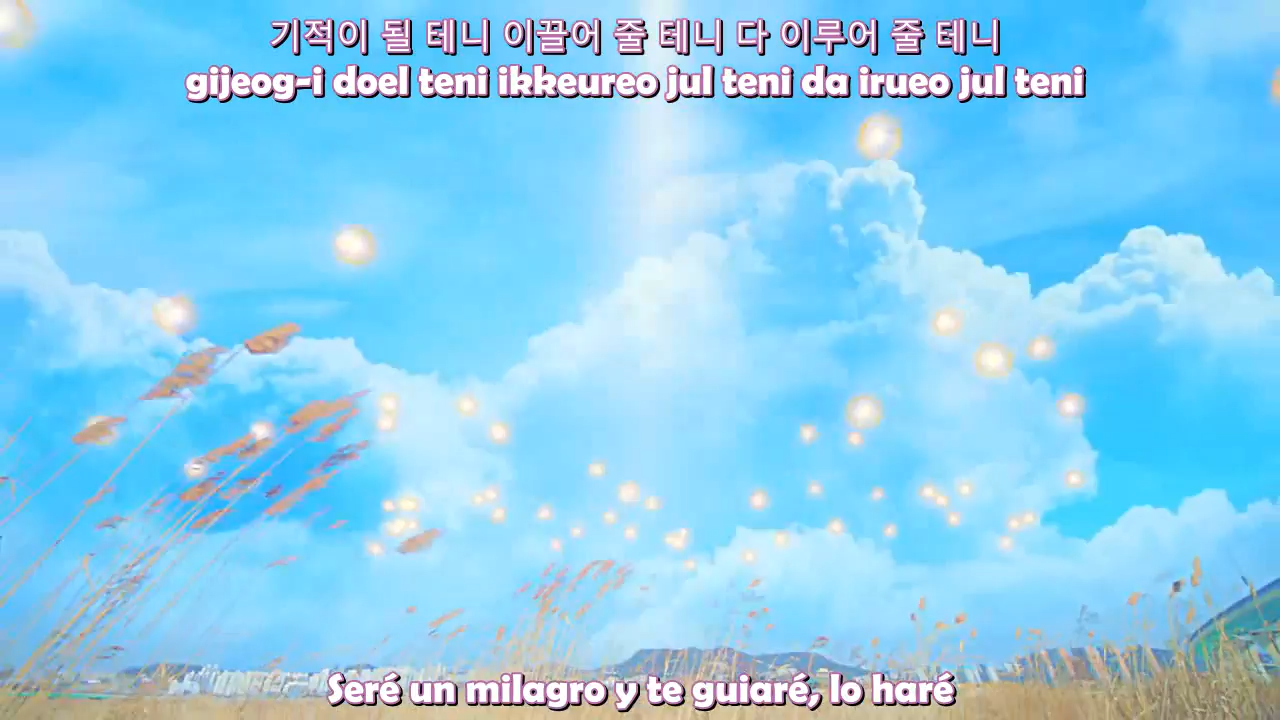 기적이 될 테니 이끌어 줄 테니 다 이루어 줄 테니
gijeog-i doel teni ikkeureo jul teni da irueo jul teni
Seré un milagro y te guiaré, lo haré